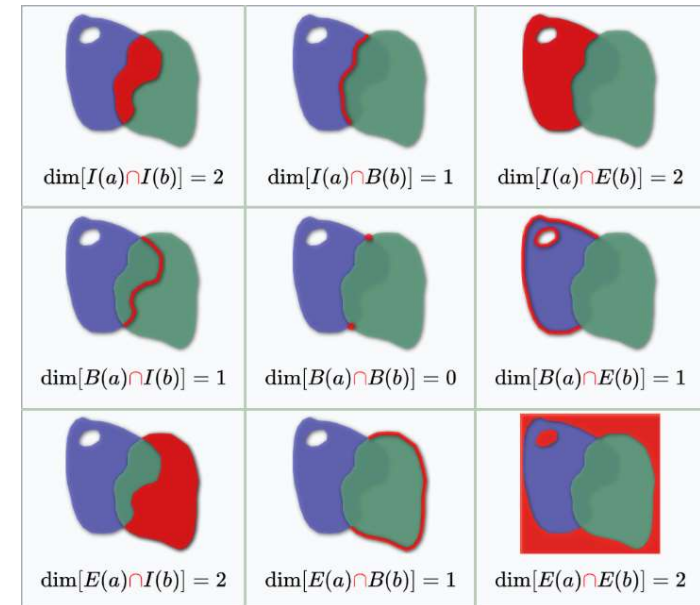 dim[I(a)∩I(b)] = 2
dim[I(a)∩B(b)] = 1
dim[I(a)∩E(b)] = 2
dim[B(a)∩I(b)] = 1
dim[B(a)∩B(b)] = 0
dim[B(a)∩E(b)] = 1
dim[E(a)∩I(b)] = 2
dim[E(a)∩B(b)] = 1
dim[E(a)∩E(b)] = 2